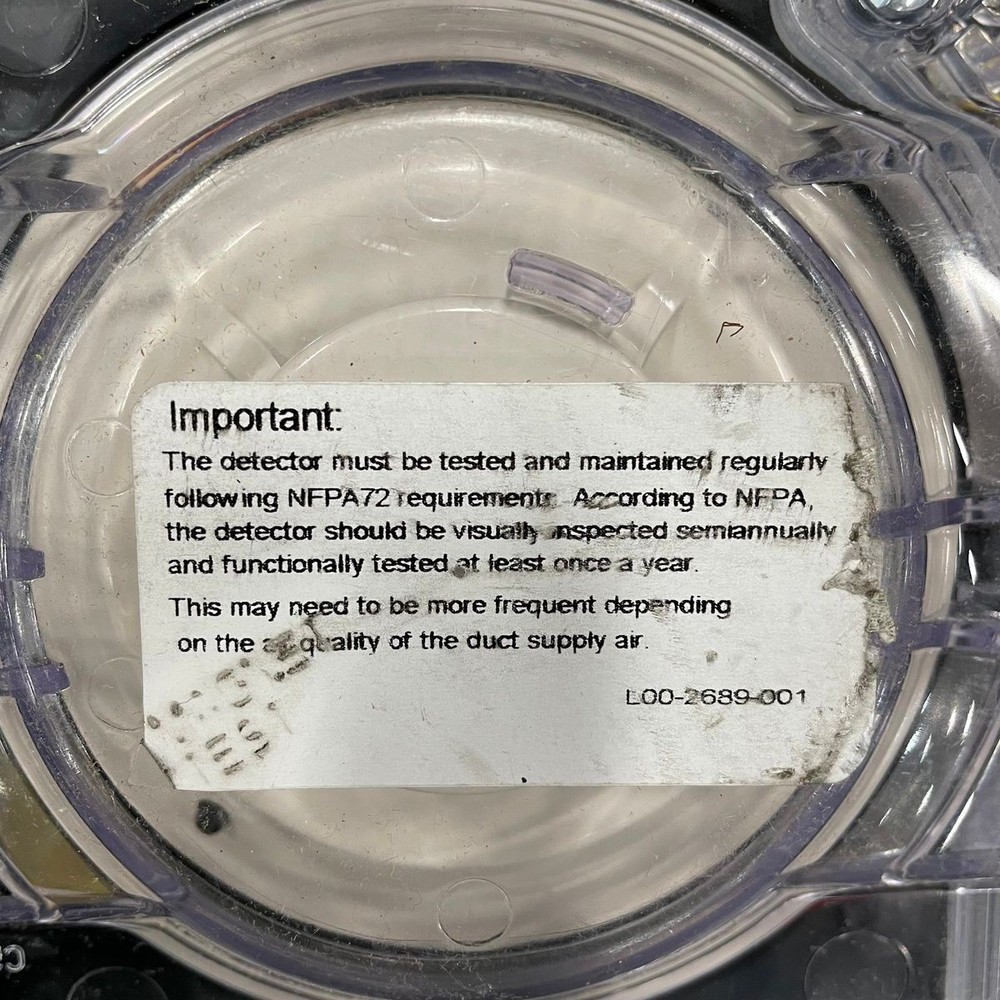 Important:
The detector must be tested and maintained regularly
following NFPA72 requirements. According to NFPA,
the detector should be visually inspected semiannually
and functionally tested at least once a year.
This may need to be more frequent depending
on the quality of the duct supply air.
L00-2689-001